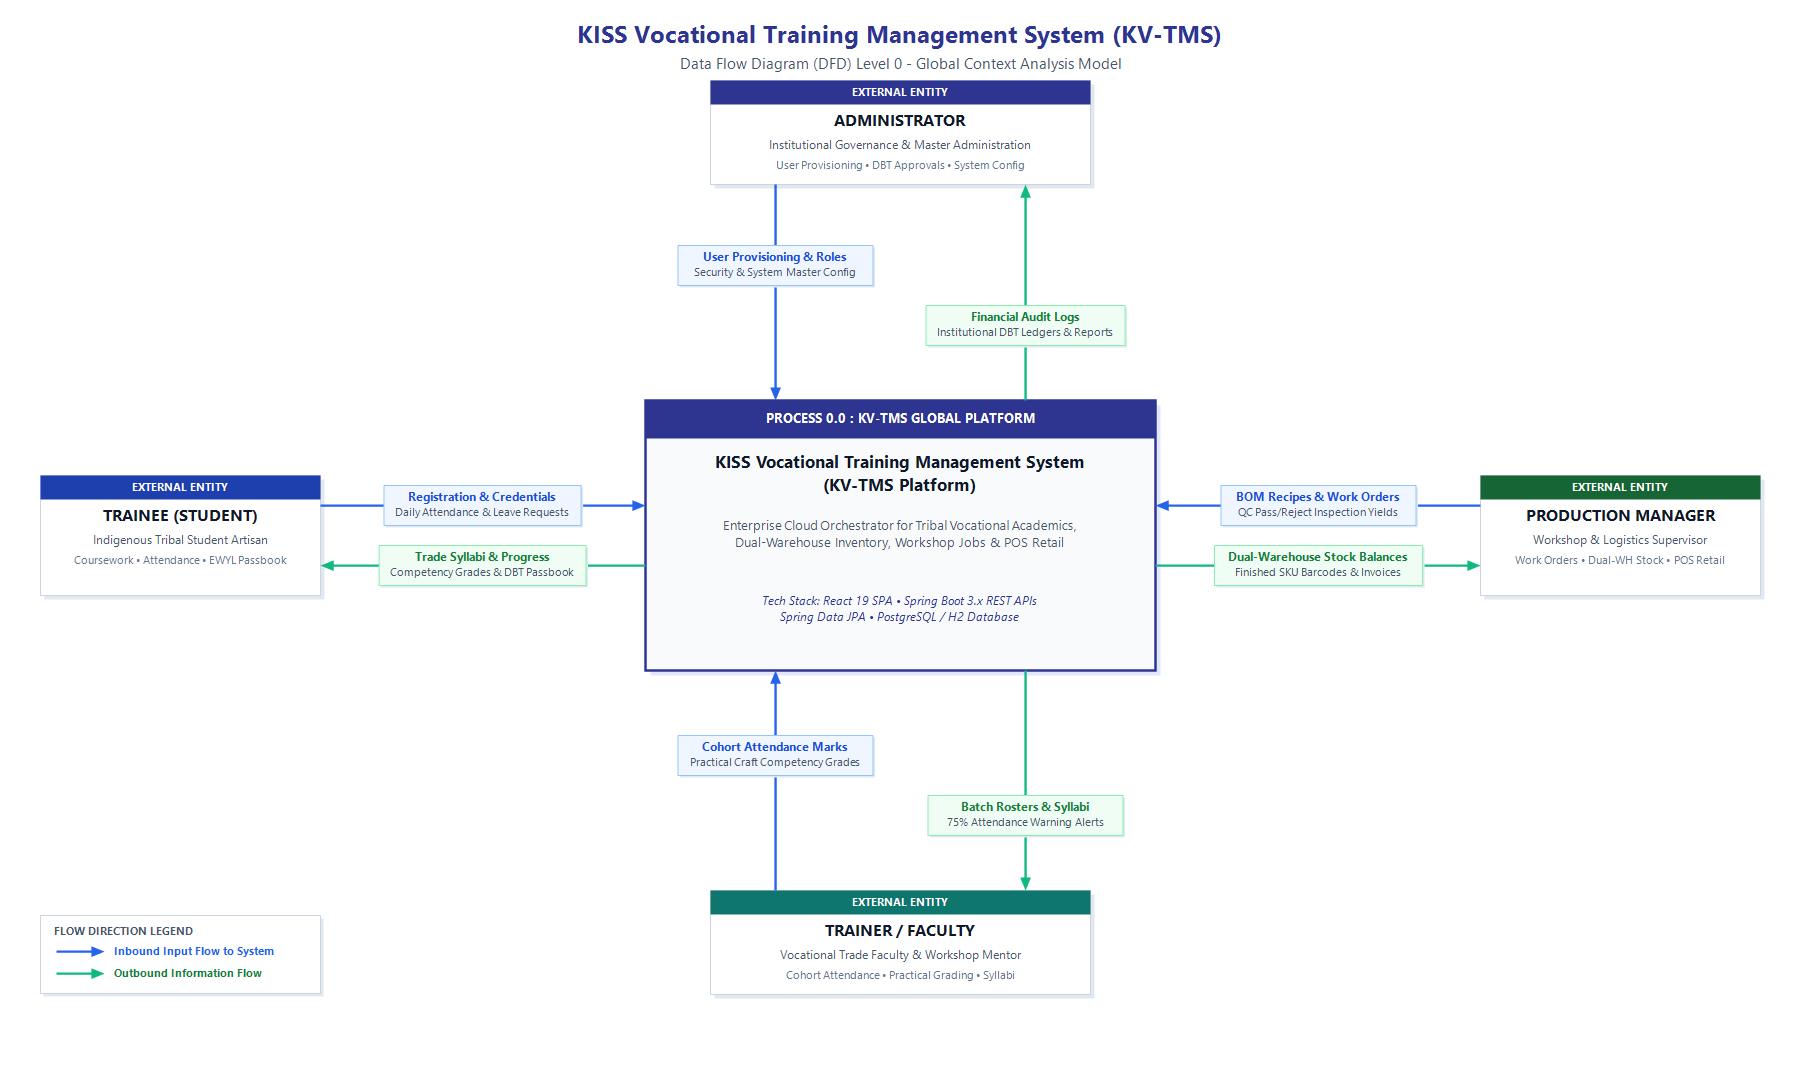 KISS Vocational Training Management System (KV-TMS)
Data Flow Diagram (DFD) Level 0 - Global Context Analysis Model
EXTERNAL ENTITY
ADMINISTRATOR
Institutional Governance & Master Administration
User Provisioning • DBT Approvals • System Config
User Provisioning & Roles
Security & System Master Config
Financial Audit Logs
Institutional DBT Ledgers & Reports
PROCESS 0.0 : KV-TMS GLOBAL PLATFORM
KISS Vocational Training Management System
(KV-TMS Platform)
Enterprise Cloud Orchestrator for Tribal Vocational Academics,
Dual-Warehouse Inventory, Workshop Jobs & POS Retail
Tech Stack: React 19 SPA • Spring Boot 3.x REST APIs
Spring Data JPA • PostgreSQL / H2 Database
EXTERNAL ENTITY
TRAINEE (STUDENT)
Indigenous Tribal Student Artisan
Coursework • Attendance • EWYL Passbook
Registration & Credentials
Daily Attendance & Leave Requests
Trade Syllabi & Progress
Competency Grades & DBT Passbook
BOM Recipes & Work Orders
QC Pass/Reject Inspection Yields
Dual-Warehouse Stock Balances
Finished SKU Barcodes & Invoices
EXTERNAL ENTITY
PRODUCTION MANAGER
Workshop & Logistics Supervisor
Work Orders • Dual-WH Stock • POS Retail
Cohort Attendance Marks
Practical Craft Competency Grades
Batch Rosters & Syllabi
75% Attendance Warning Alerts
EXTERNAL ENTITY
TRAINER / FACULTY
Vocational Trade Faculty & Workshop Mentor
Cohort Attendance • Practical Grading • Syllabi
FLOW DIRECTION LEGEND
Inbound Input Flow to System
Outbound Information Flow